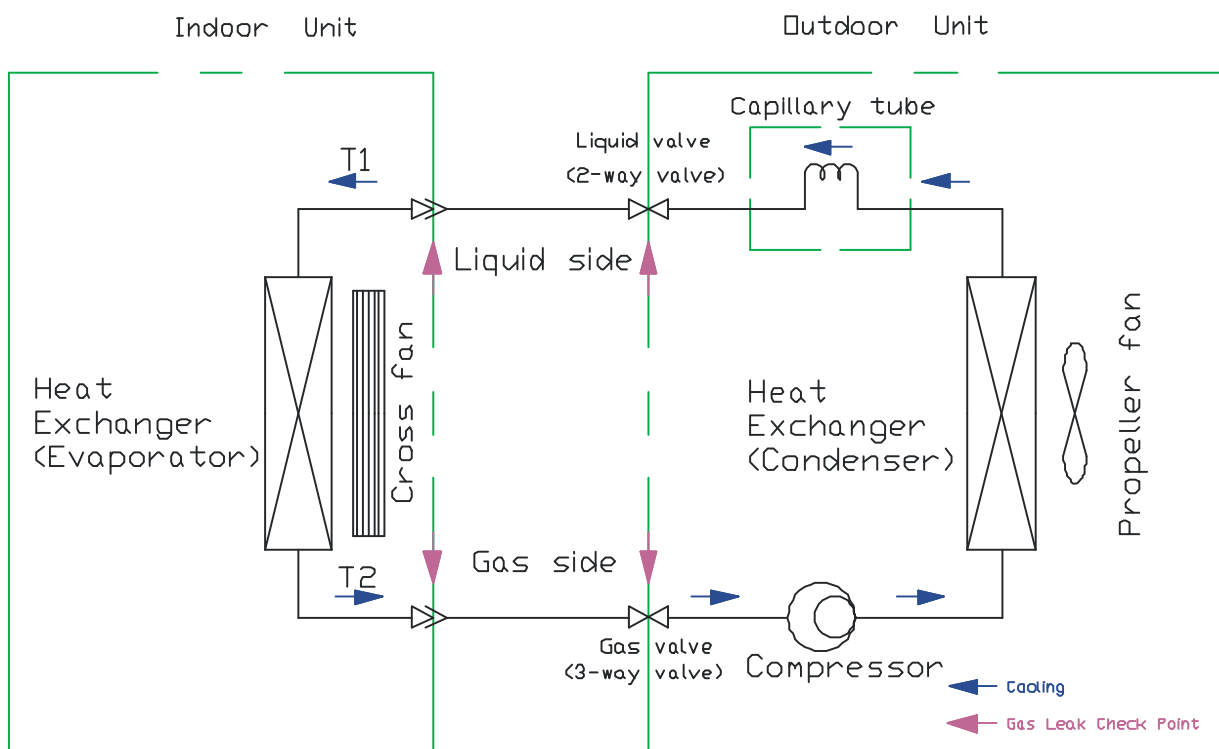 Indoor Unit
Outdoor Unit
Capillary tube
Liquid valve
(2-way valve)
T1
Liquid side
Heat
Exchanger
(Evaporator)
Cross fan
Heat
Exchanger
(Condenser)
Propeller fan
Gas side
T2
Gas valve
(3-way valve)
Compressor
Cooling
Gas Leak Check Point